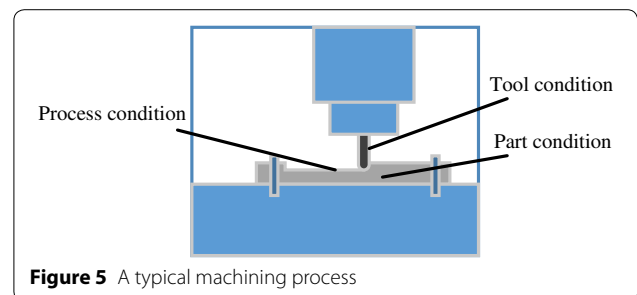 Tool condition
Process condition
Part condition
Figure 5 A typical machining process